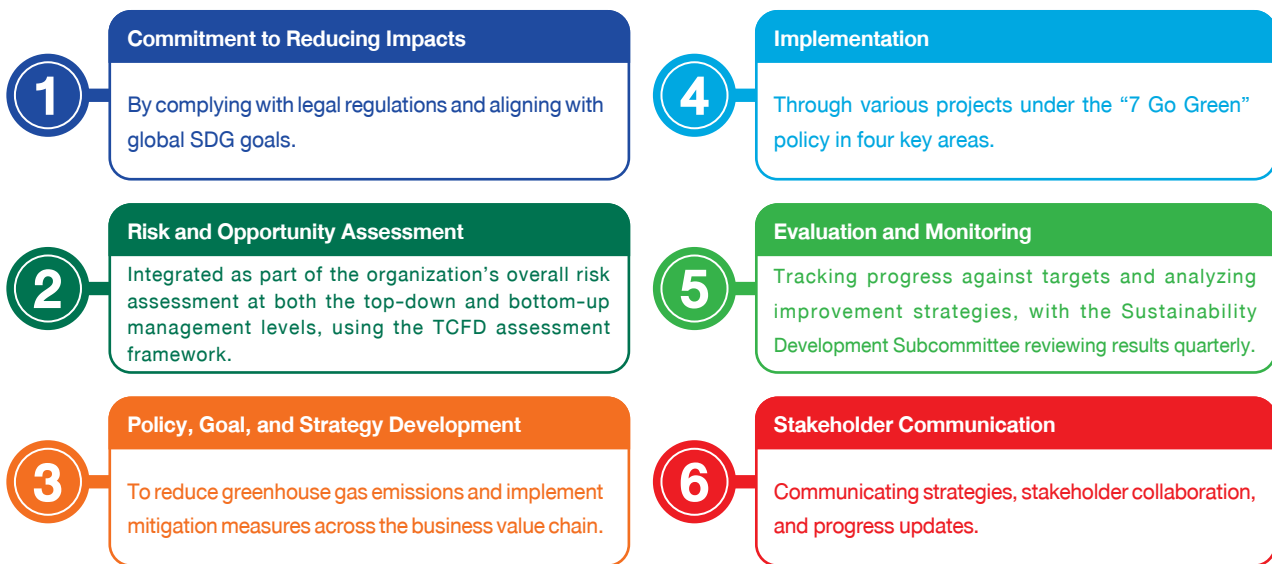 1
Commitment to Reducing Impacts
By complying with legal regulations and aligning with
global SDG goals.
2
Risk and Opportunity Assessment
Integrated as part of the organization's overall risk
assessment at both the top-down and bottom-up
management levels, using the TCFD assessment
framework.
3
Policy, Goal, and Strategy Development
To reduce greenhouse gas emissions and implement
mitigation measures across the business value chain.
4
Implementation
Through various projects under the “7 Go Green”
policy in four key areas.
5
Evaluation and Monitoring
Tracking progress against targets and analyzing
improvement strategies, with the Sustainability
Development Subcommittee reviewing results quarterly.
6
Stakeholder Communication
Communicating strategies, stakeholder collaboration,
and progress updates.